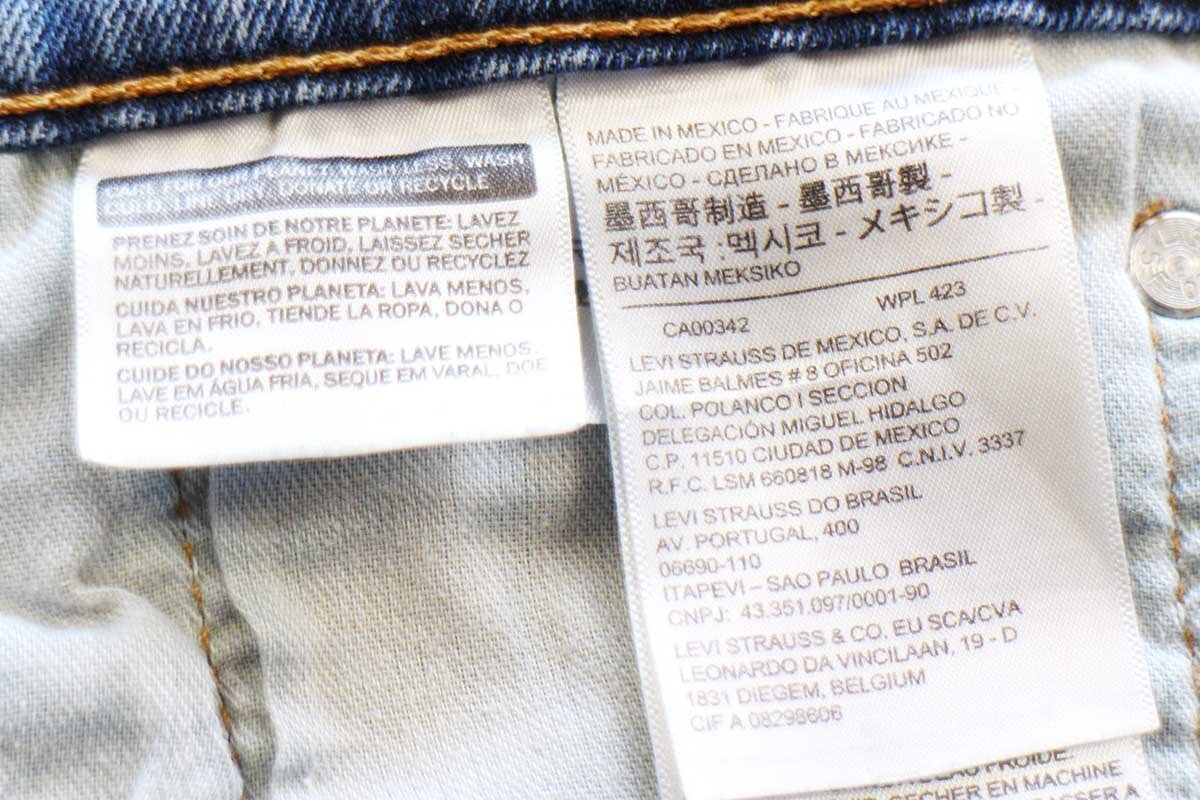 CARE FOR OUR PLANET: WASH LESS, WASH
COLD, LINE DRY, DONATE OR RECYCLE
PRENEZ SOIN DE NOTRE PLANETE: LAVEZ
MOINS, LAVEZ A FROID, LAISSEZ SECHER
NATURELLEMENT, DONNEZ OU RECYCLEZ
CUIDA NUESTRO PLANETA: LAVA MENOS,
LAVA EN FRIO, TIENDE LA ROPA, DONA O
RECICLA.
CUIDE DO NOSSO PLANETA: LAVE MENOS,
LAVE EM ÁGUA FRIA, SEQUE EM VARAL, DOE
OU RECICLE.
MADE IN MEXICO - FABRIQUE AU MEXIQUE -
FABRICADO EN MÉXICO - FABRICADO NO
MÉXICO - СДЕЛАНО В МЕКСИКЕ -
墨西哥制造 - 墨西哥製 -
제조국 :멕시코 - メキシコ製 -
BUATAN MEKSIKO
CA00342 WPL 423
LEVI STRAUSS DE MEXICO, S.A. DE C.V.
JAIME BALMES # 8 OFICINA 502
COL. POLANCO I SECCION
DELEGACIÓN MIGUEL HIDALGO
C.P. 11510 CIUDAD DE MEXICO
R.F.C. LSM 660818 M-98 C.N.I.V. 3337
LEVI STRAUSS DO BRASIL
AV. PORTUGAL, 400
06690-110
ITAPEVI – SAO PAULO BRASIL
CNPJ: 43.351.097/0001-90
LEVI STRAUSS & CO. EU SCA/CVA
LEONARDO DA VINCILAAN, 19 - D
1831 DIEGEM, BELGIUM
CIF A 08298606
FROIDE.
SECHER EN MACHINE